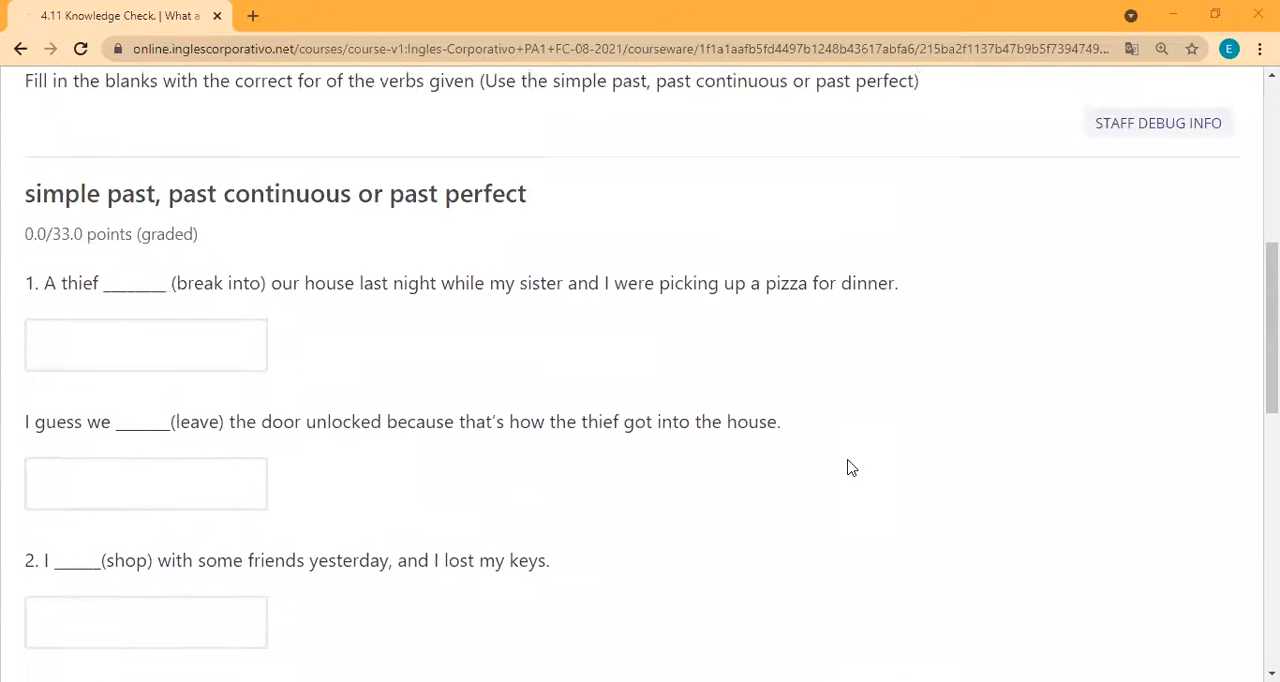 4.11 Knowledge Check. | What a
online.inglescorporativo.net/courses/course-v1:Ingles-Corporativo+PA1+FC-08-2021/courseware/1f1a1aafb5fd4497b1248b43617abfa6/215ba2f1137b47b9b5f7394749...
E
Fill in the blanks with the correct for of the verbs given (Use the simple past, past continuous or past perfect)
STAFF DEBUG INFO
simple past, past continuous or past perfect
0.0/33.0 points (graded)
1. A thief _______ (break into) our house last night while my sister and I were picking up a pizza for dinner.
I guess we ______(leave) the door unlocked because that's how the thief got into the house.
2. I _____(shop) with some friends yesterday, and I lost my keys.